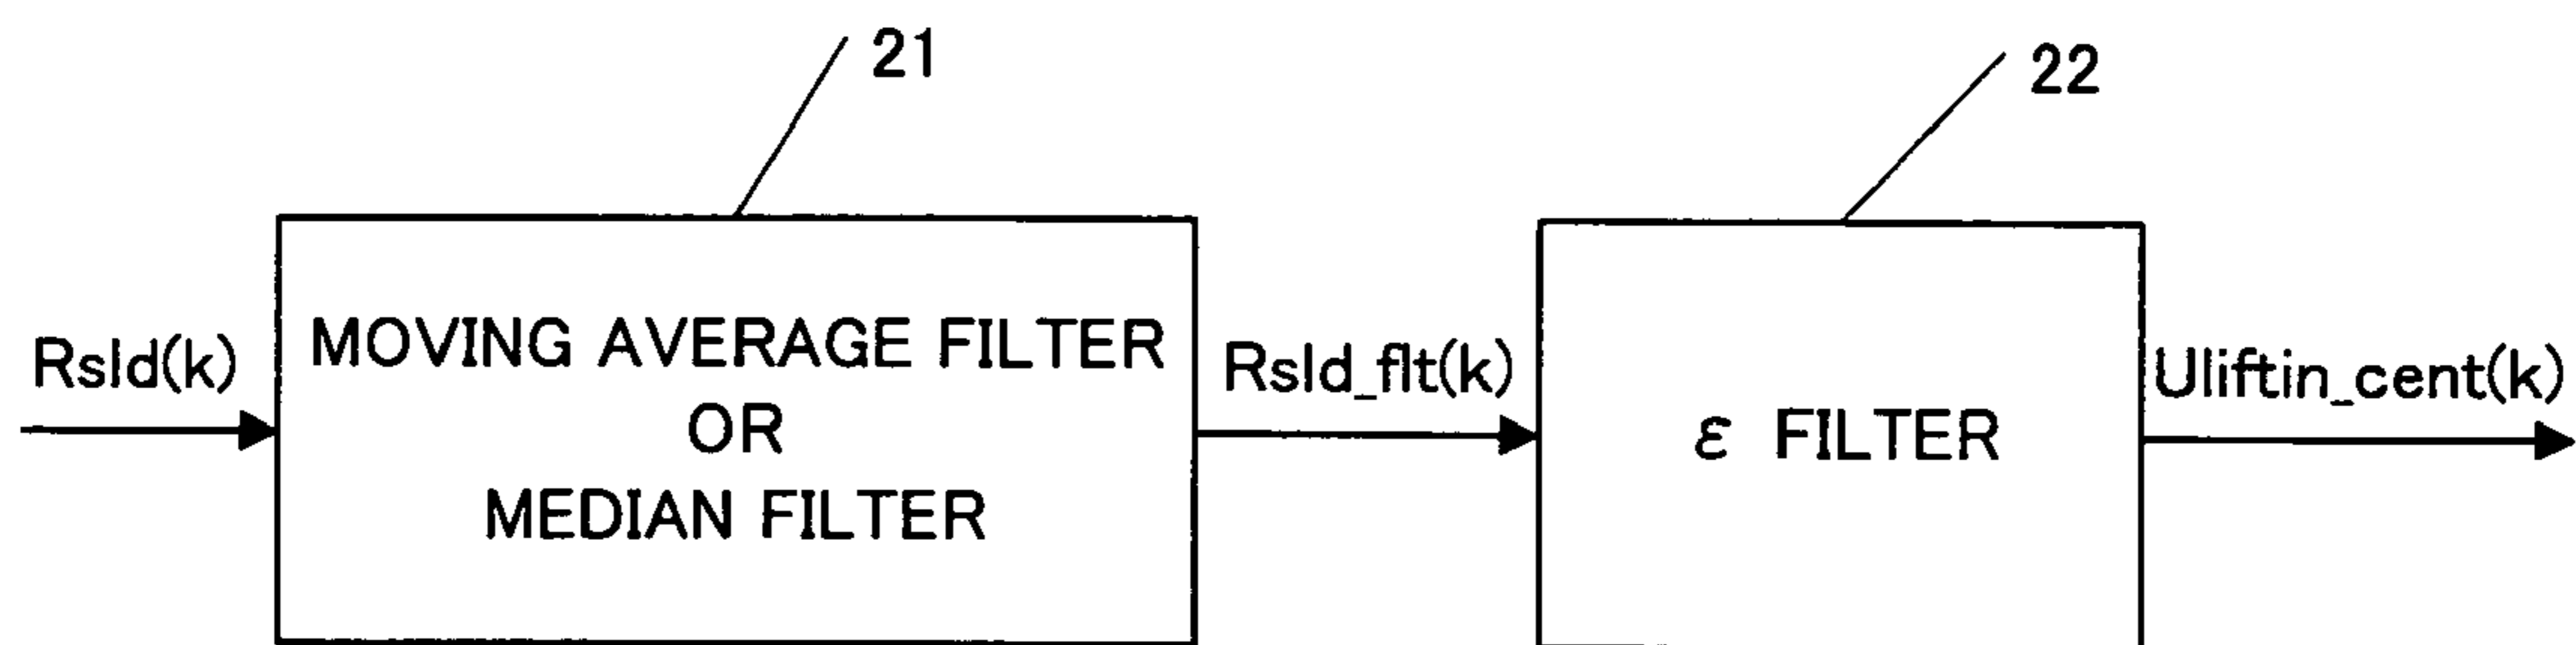 21
22
Rsld(k)
MOVING AVERAGE FILTER
OR
MEDIAN FILTER
Rsld_flt(k)
ε FILTER
Uliftin_cent(k)